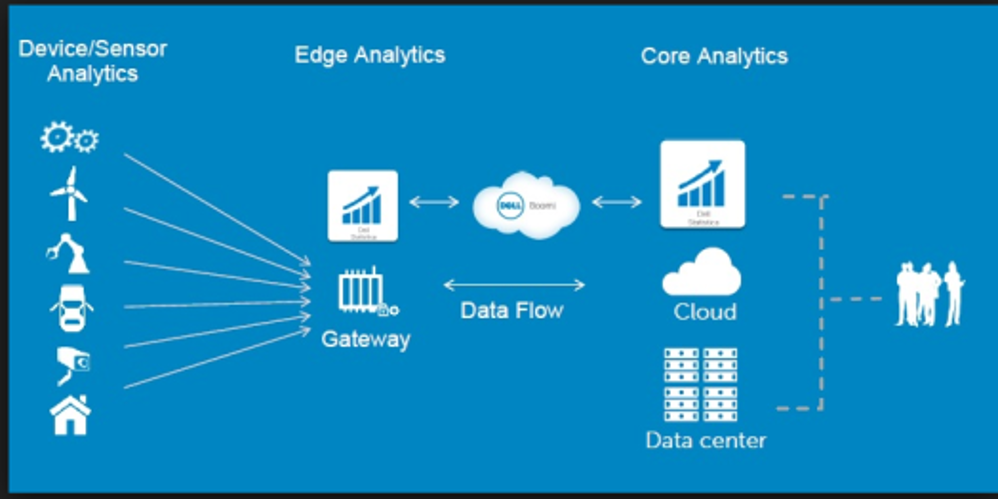 Device/Sensor
Analytics
Edge Analytics
Core Analytics
Dell
Statistica
DELL Boomi
Dell
Statistica
Gateway
Data Flow
Cloud
Data center